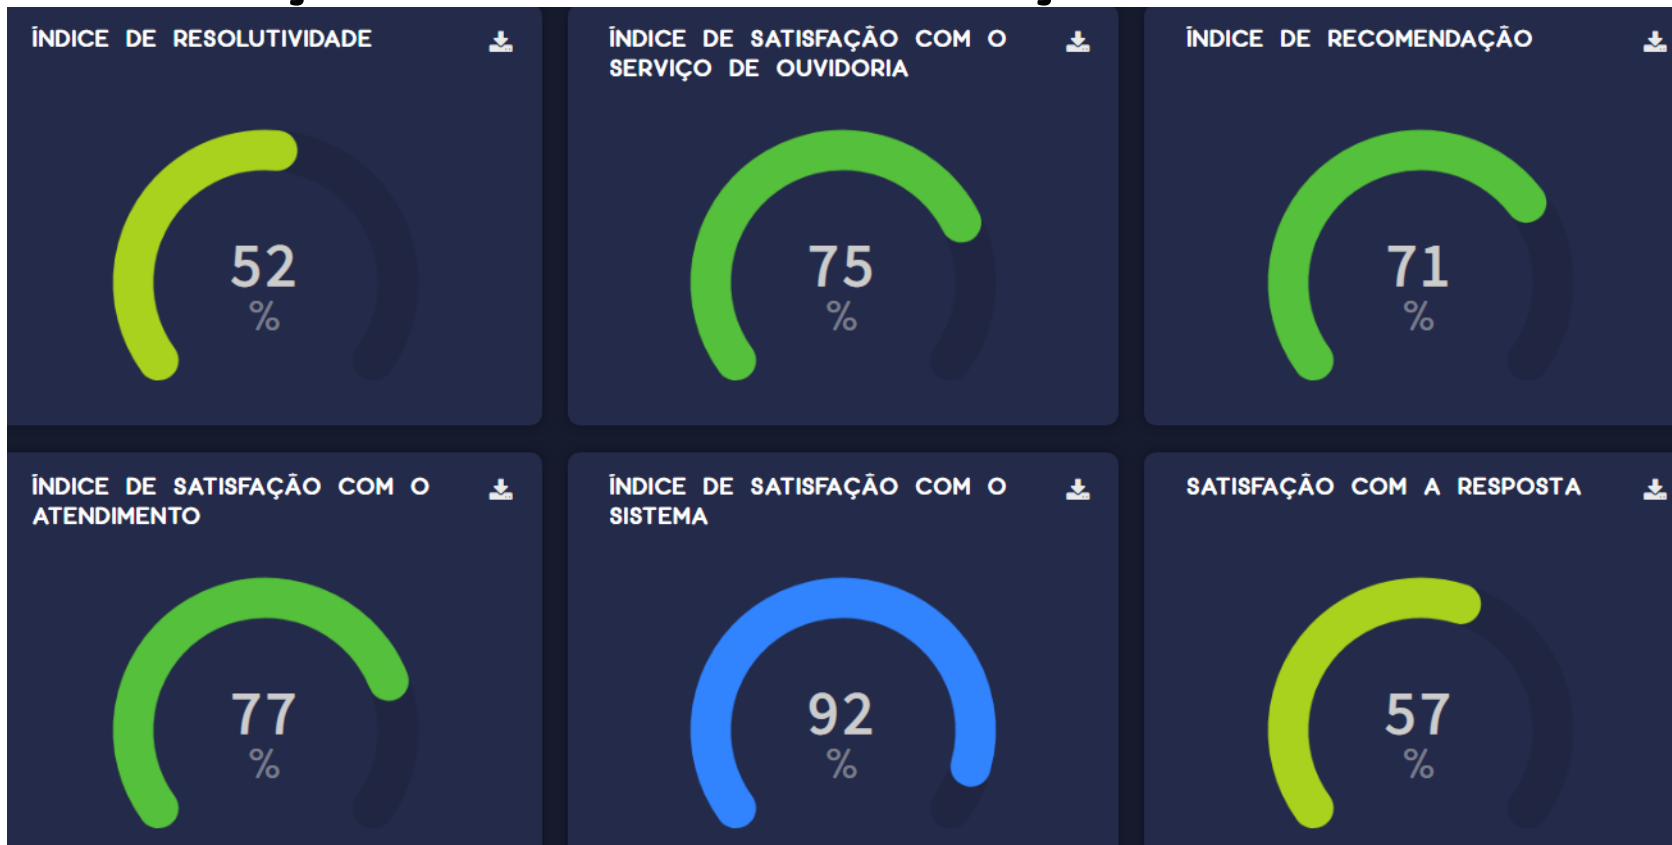 ÍNDICE DE RESOLUTIVIDADE
52
%
ÍNDICE DE SATISFAÇÃO COM O
SERVIÇO DE OUVIDORIA
75
%
ÍNDICE DE RECOMENDAÇÃO
71
%
ÍNDICE DE SATISFAÇÃO COM O
ATENDIMENTO
77
%
ÍNDICE DE SATISFAÇÃO COM O
SISTEMA
92
%
SATISFAÇÃO COM A RESPOSTA
57
%